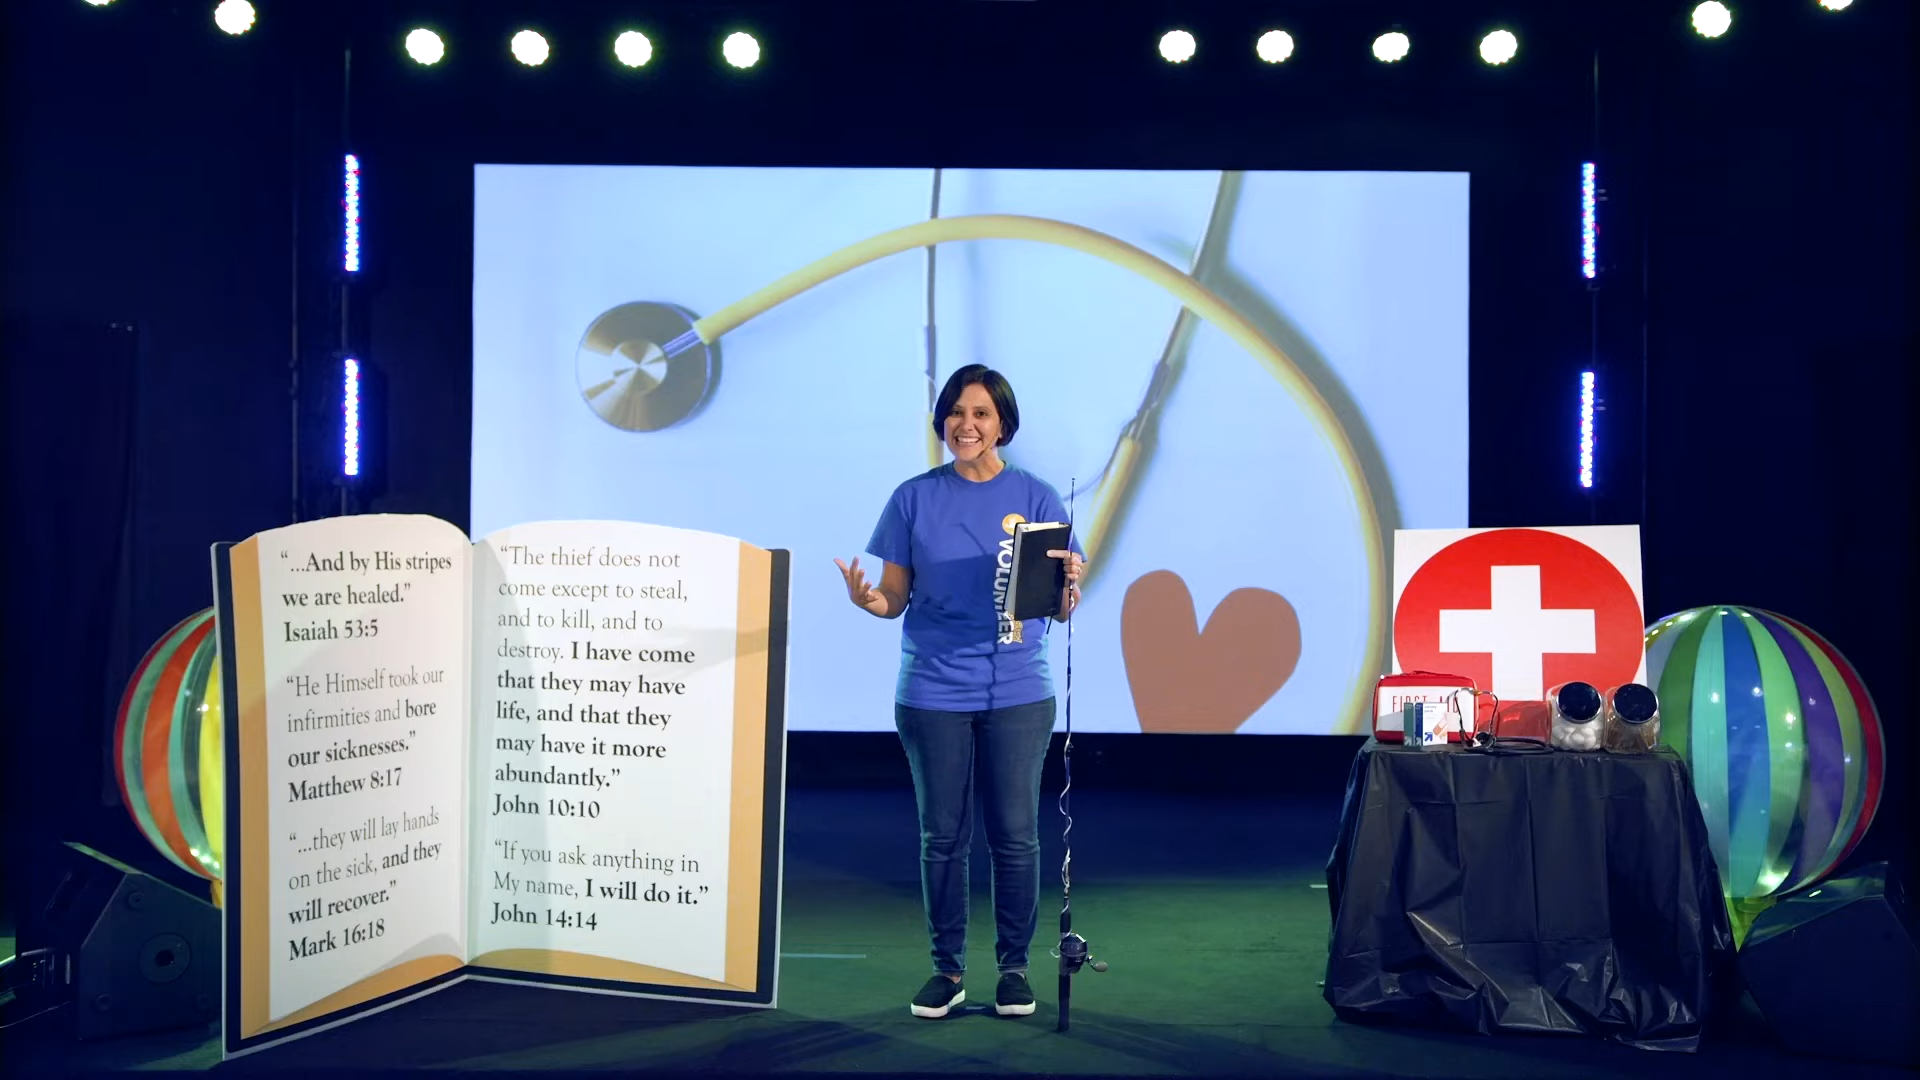 “...And by His stripes
we are healed.”
Isaiah 53:5
“He Himself took our
infirmities and bore
our sicknesses.”
Matthew 8:17
“...they will lay hands
on the sick, and they
will recover.”
Mark 16:18
“The thief does not
come except to steal,
and to kill, and to
destroy. I have come
that they may have
life, and that they
may have it more
abundantly.”
John 10:10
“If you ask anything in
My name, I will do it.”
John 14:14
VOLUNTEER
FIRST AID